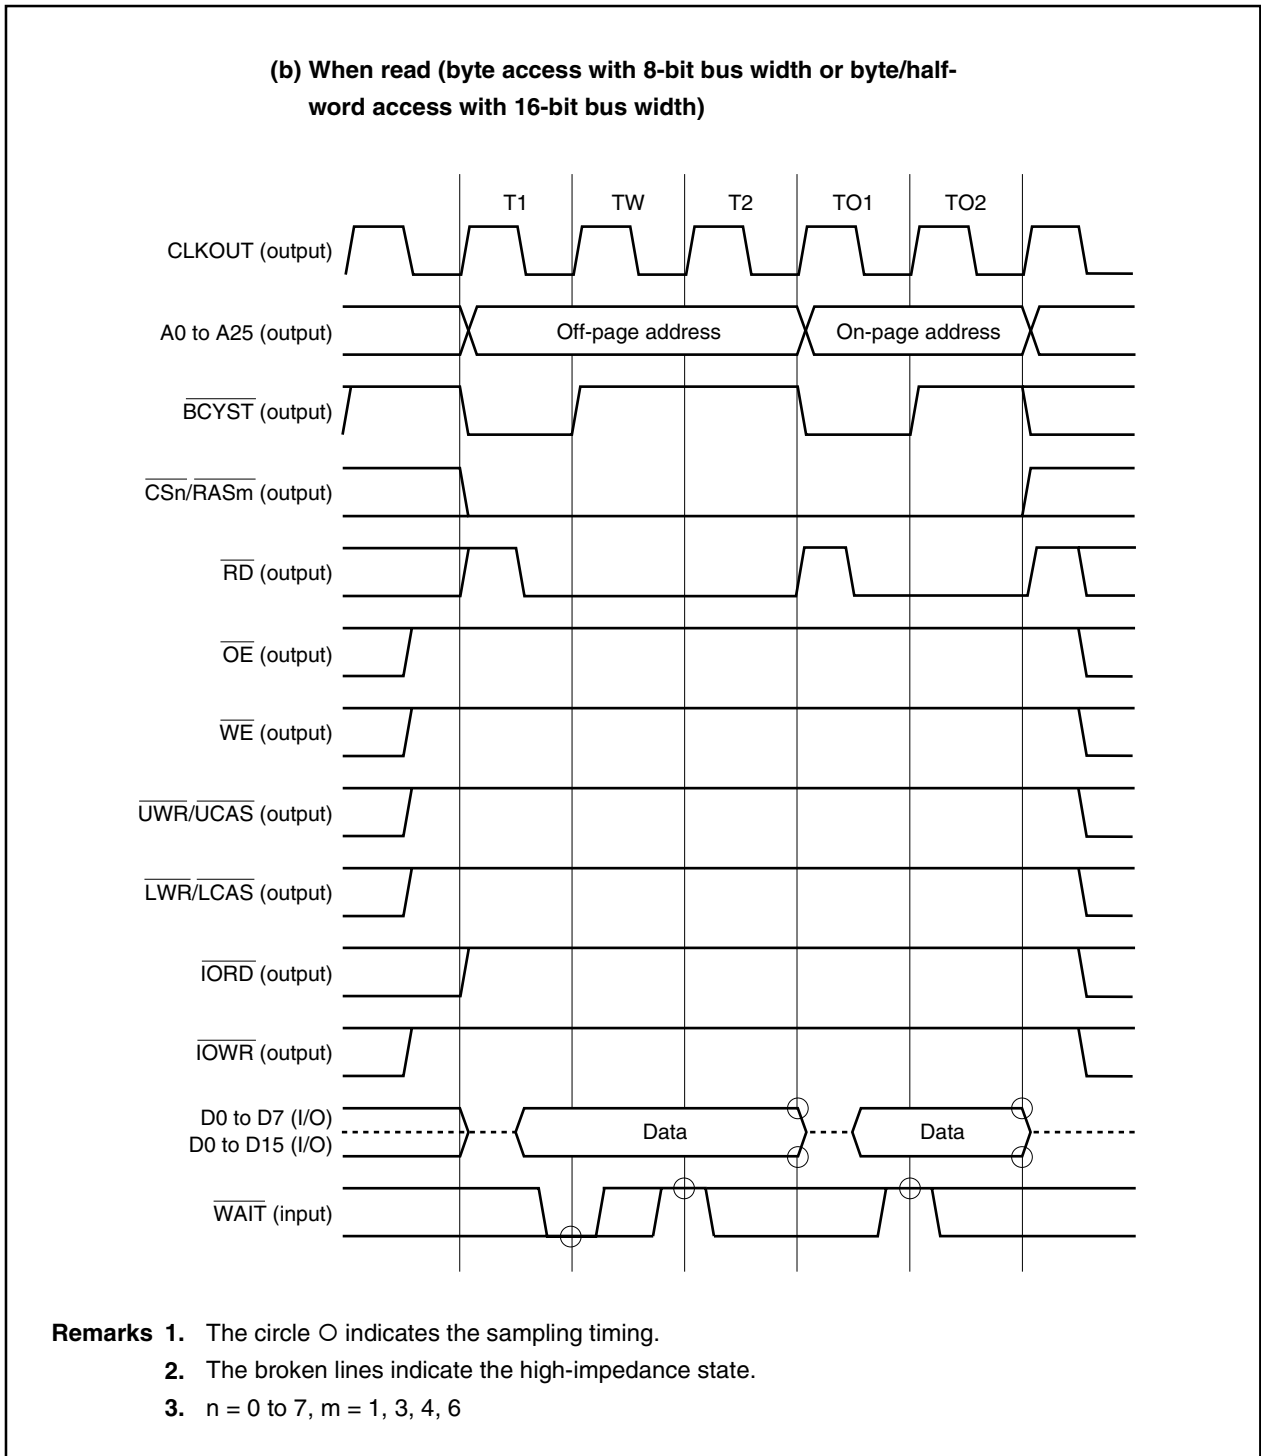 (b) When read (byte access with 8-bit bus width or byte/half-
word access with 16-bit bus width)
T1 TW T2 TO1 TO2
CLKOUT (output)
A0 to A25 (output) Off-page address On-page address
BCYST (output)
CSn/RASm (output)
RD (output)
OE (output)
WE (output)
UWR/UCAS (output)
LWR/LCAS (output)
IORD (output)
IOWR (output)
D0 to D7 (I/O)
D0 to D15 (I/O)
Data Data
WAIT (input)
Remarks 1. The circle ○ indicates the sampling timing.
2. The broken lines indicate the high-impedance state.
3. n = 0 to 7, m = 1, 3, 4, 6